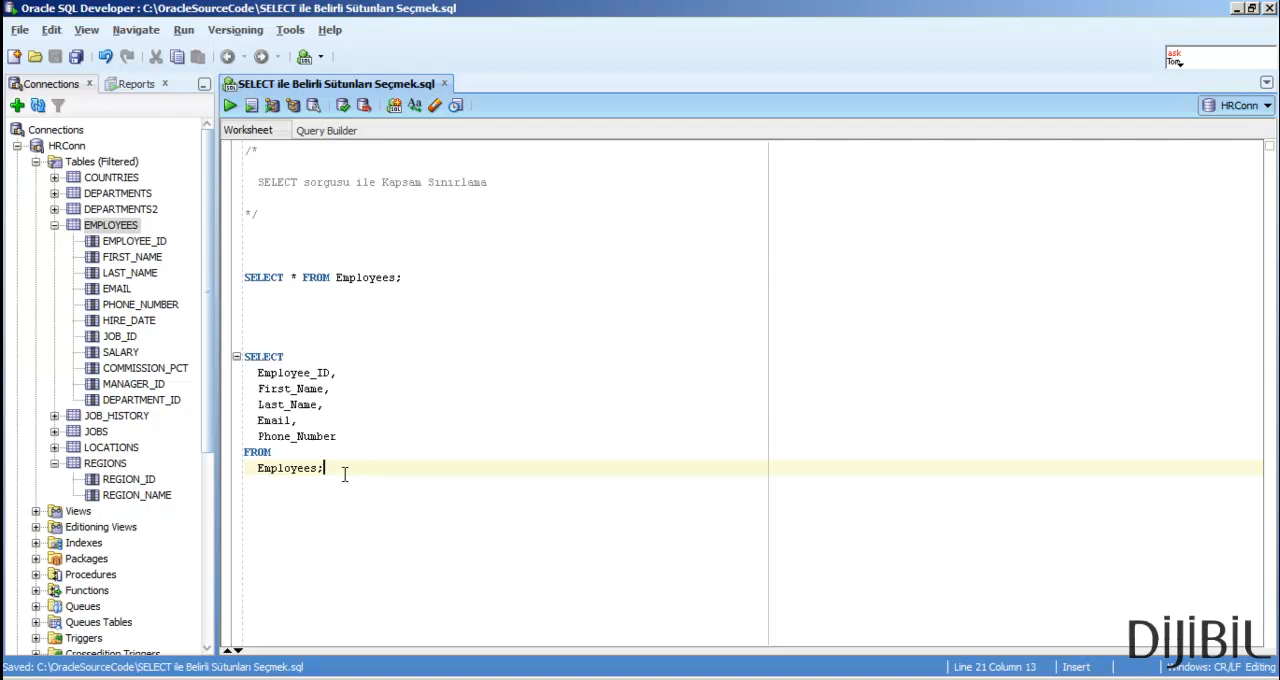 Oracle SQL Developer : C:\OracleSourceCode\SELECT ile Belirli Sütunları Seçmek.sql
File Edit View Navigate Run Versioning Tools Help
ask
Tom
Connections Reports SELECT ile Belirli Sütunları Seçmek.sql
HRConn
Worksheet Query Builder
Connections
HRConn
Tables (Filtered)
COUNTRIES
DEPARTMENTS
DEPARTMENTS2
EMPLOYEES
EMPLOYEE_ID
FIRST_NAME
LAST_NAME
EMAIL
PHONE_NUMBER
HIRE_DATE
JOB_ID
SALARY
COMMISSION_PCT
MANAGER_ID
DEPARTMENT_ID
JOB_HISTORY
JOBS
LOCATIONS
REGIONS
REGION_ID
REGION_NAME
Views
Editioning Views
Indexes
Packages
Procedures
Functions
Queues
Queues Tables
Triggers
Crossedition Triggers
/*
SELECT sorgusu ile Kapsam Sınırlama
*/
SELECT * FROM Employees;
SELECT
Employee_ID,
First_Name,
Last_Name,
Email,
Phone_Number
FROM
Employees;
DiJiBiL
Saved: C:\OracleSourceCode\SELECT ile Belirli Sütunları Seçmek.sql
Line 21 Column 13 Insert Windows: CR/LF Editing